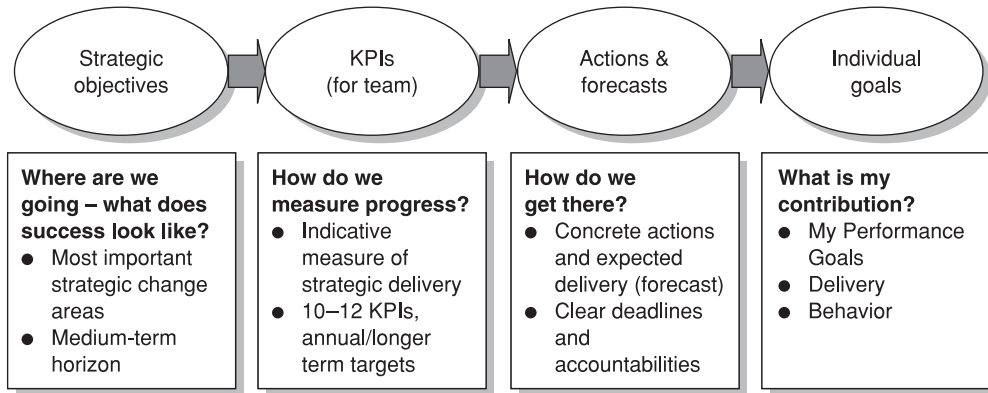 Strategic
objectives
KPIs
(for team)
Actions &
forecasts
Individual
goals
Where are we
going – what does
success look like?
● Most important
strategic change
areas
● Medium-term
horizon
How do we
measure progress?
● Indicative
measure of
strategic delivery
● 10–12 KPIs,
annual/longer
term targets
How do we
get there?
● Concrete actions
and expected
delivery (forecast)
● Clear deadlines
and
accountabilities
What is my
contribution?
● My Performance
Goals
● Delivery
● Behavior